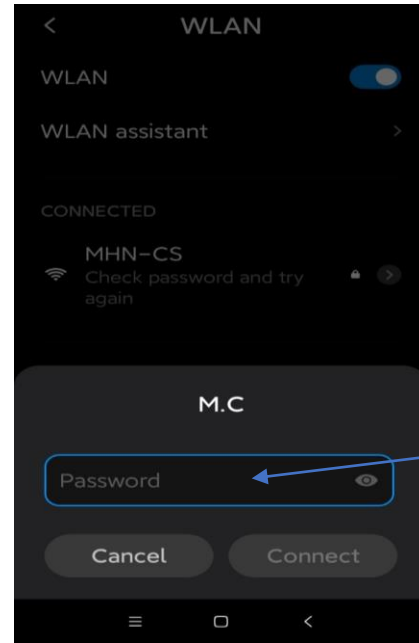 WLAN
WLAN
WLAN assistant
CONNECTED
MHN-CS
Check password and try
again
M.C
Password
Cancel
Connect